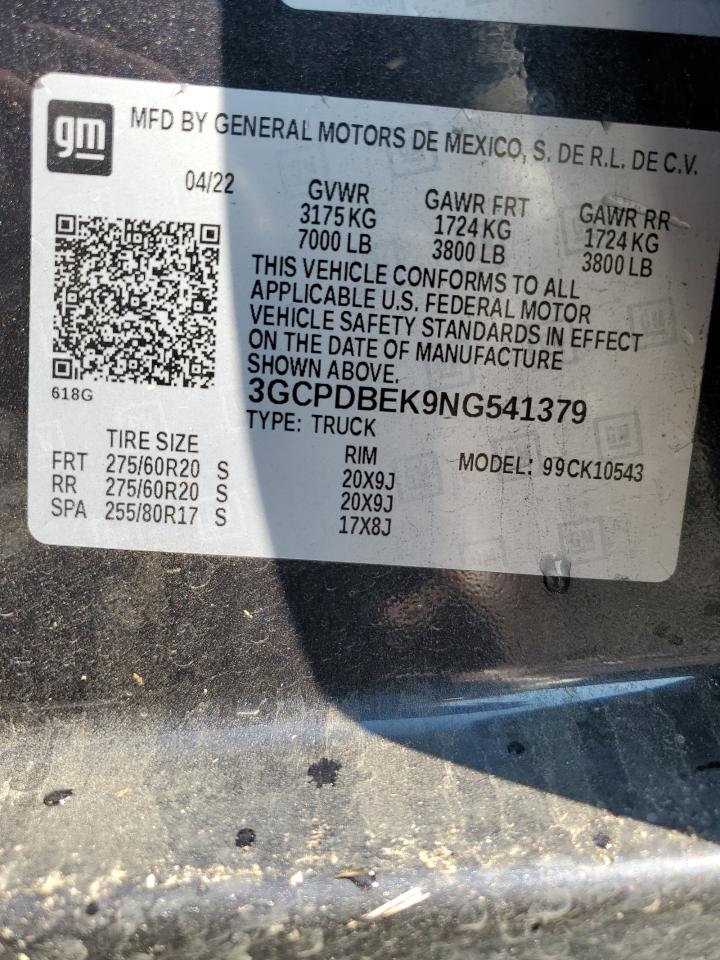 gm
MFD BY GENERAL MOTORS DE MEXICO, S. DE R.L. DE C.V.
04/22
GVWR
3175 KG
7000 LB
GAWR FRT
1724 KG
3800 LB
GAWR RR
1724 KG
3800 LB
THIS VEHICLE CONFORMS TO ALL
APPLICABLE U.S. FEDERAL MOTOR
VEHICLE SAFETY STANDARDS IN EFFECT
ON THE DATE OF MANUFACTURE
SHOWN ABOVE.
618G
3GCPDBEK9NG541379
TYPE: TRUCK
MODEL: 99CK10543
TIRE SIZE RIM
FRT 275/60R20 S 20X9J
RR 275/60R20 S 20X9J
SPA 255/80R17 S 17X8J